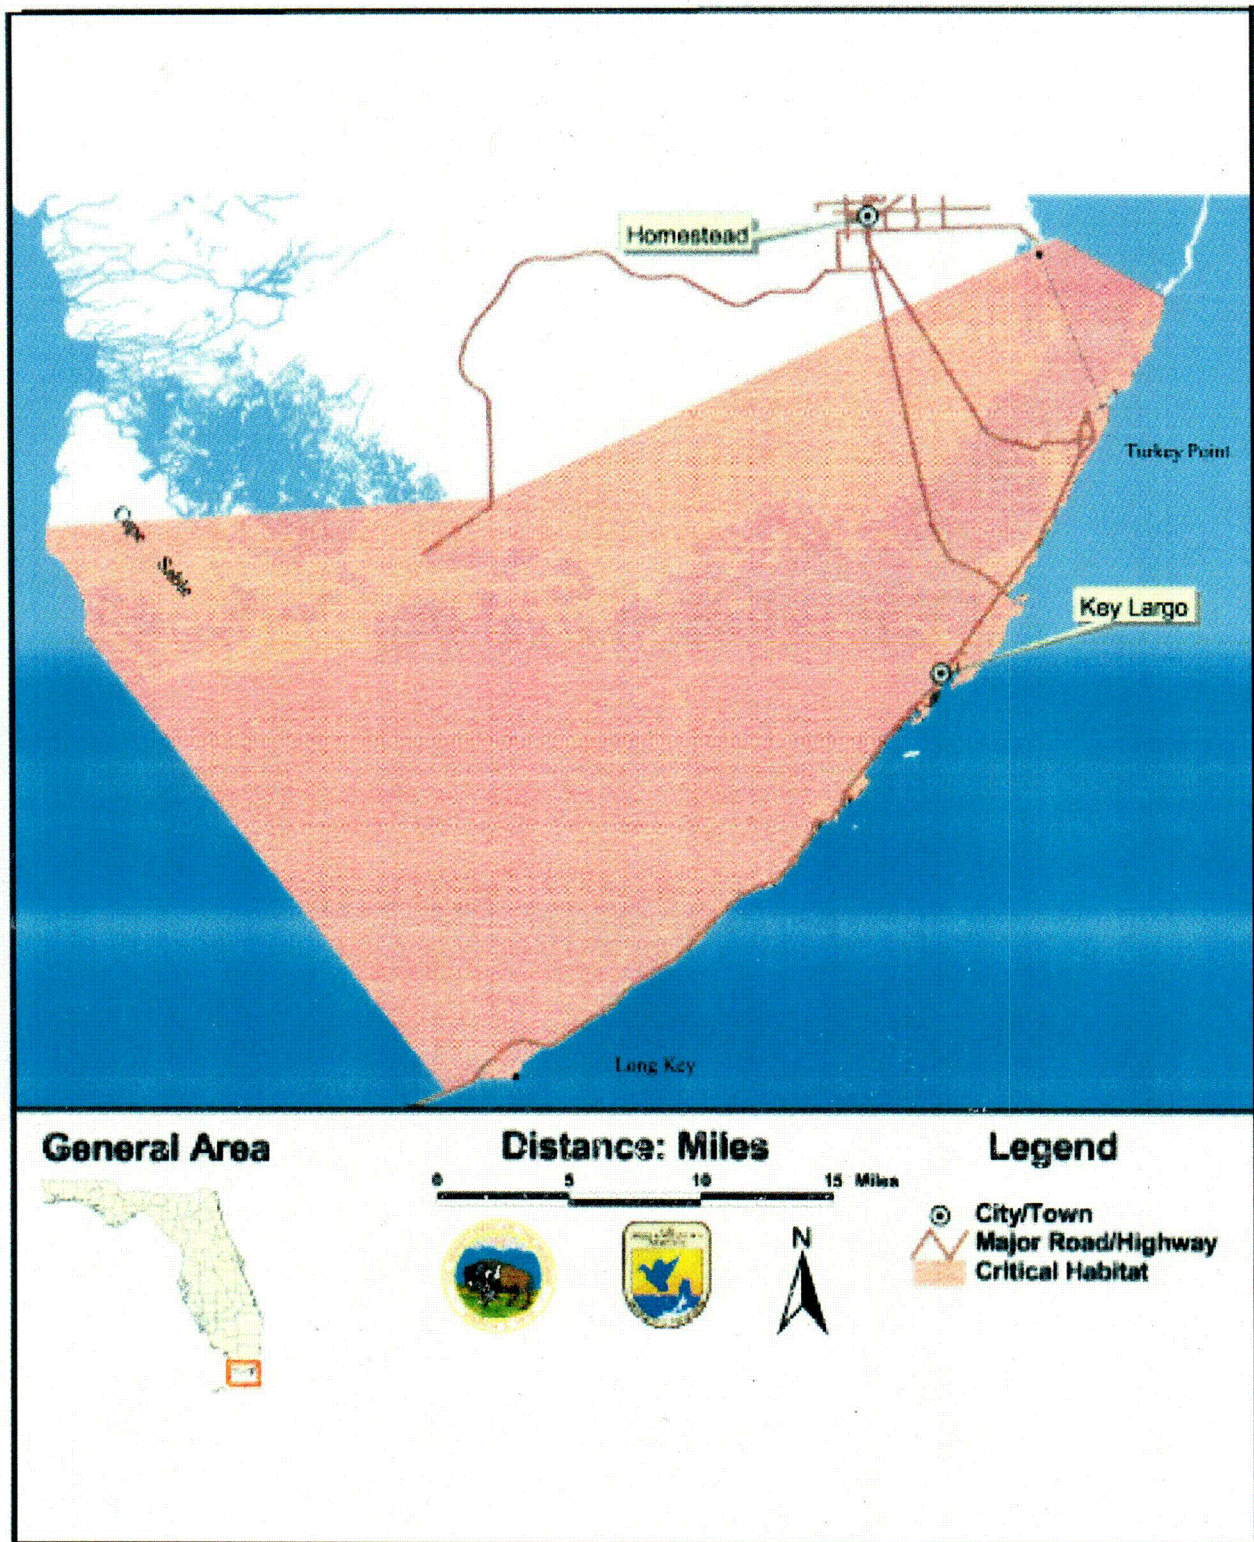 Homestead
Turkey Point
Sable
Key Largo
Long Key
General Area
Distance: Miles
0 5 10 15 Miles
N
Legend
City/Town
Major Road/Highway
Critical Habitat